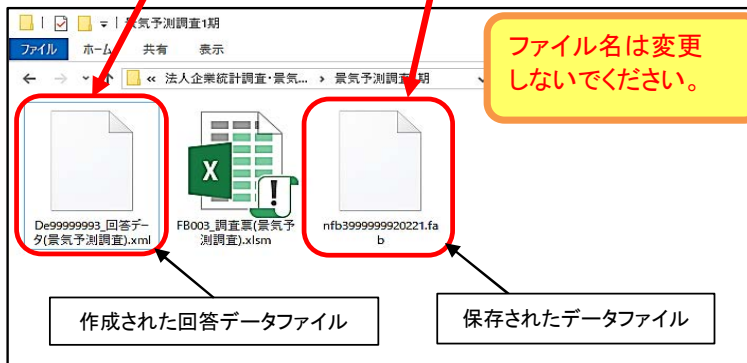 景気予測調査1期
ファイル ホーム 共有 表示
« 法人企業統計調査・景気... › 景気予測調査 期
ファイル名は変更
しないでください。
De99999993_回答デー
タ(景気予測調査).xml
FB003_調査票(景気予
測調査).xlsm
nfb3999999920221.fa
b
作成された回答データファイル
保存されたデータファイル